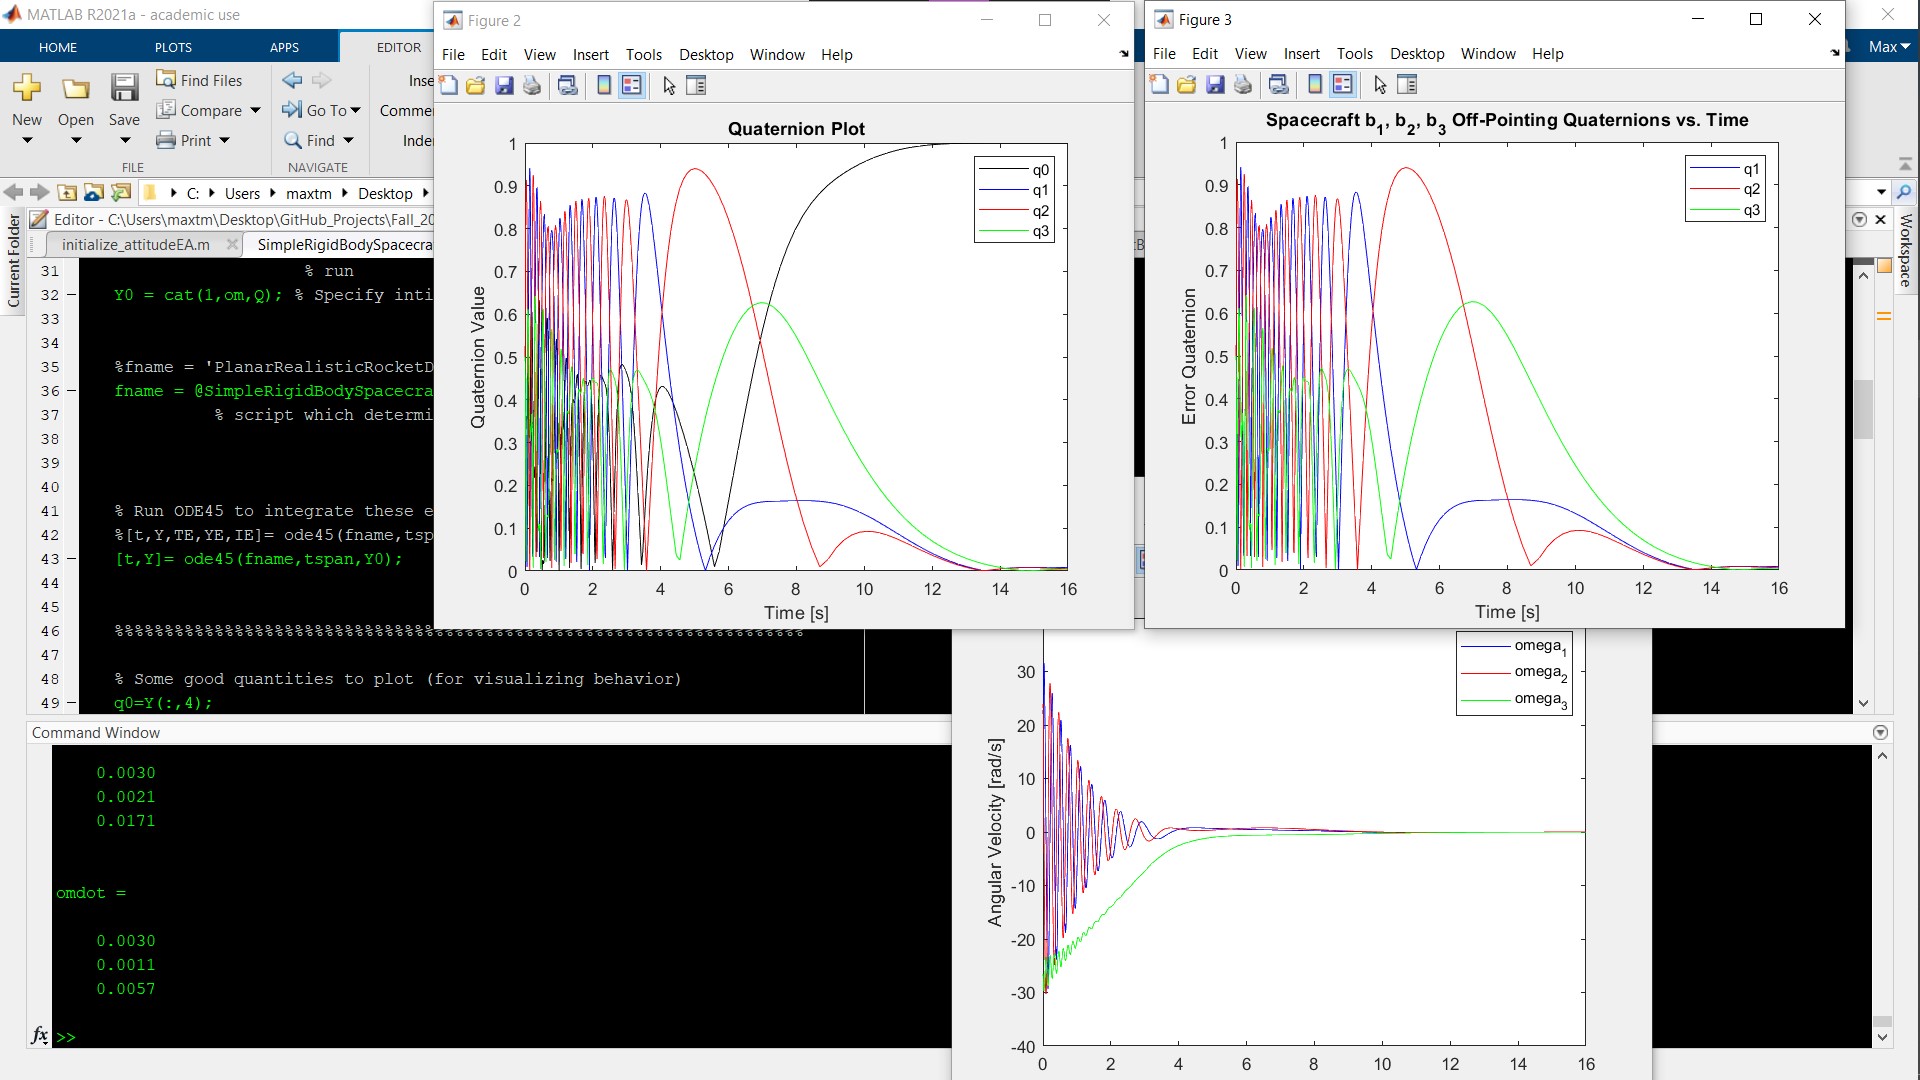 MATLAB R2021a - academic use
HOME
PLOTS
APPS
EDITOR
Max
New
Open
Save
Find Files
Compare
Print
FILE
Go To
Find
NAVIGATE
Inse
Comme
Inde
C:
Users
maxtm
Desktop
Current Folder
Workspace
Editor - C:\Users\maxtm\Desktop\GitHub_Projects\Fall_20
initialize_attitudeEA.m
SimpleRigidBodySpacecra
31 % run
32 Y0 = cat(1,om,Q); % Specify inti
33
34
35 %fname = 'PlanarRealisticRocketD
36 fname = @SimpleRigidBodySpacecra
37 % script which determi
38
39
40
41 % Run ODE45 to integrate these e
42 %[t,Y,TE,YE,IE]= ode45(fname,tsp
43 [t,Y]= ode45(fname,tspan,Y0);
44
45
46
47
48 % Some good quantities to plot (for visualizing behavior)
49 q0=Y(:,4);
Command Window
0.0030
0.0021
0.0171
omdot =
0.0030
0.0011
0.0057
fx >>
Figure 2
File Edit View Insert Tools Desktop Window Help
Quaternion Plot
q0
q1
q2
q3
Quaternion Value
1
0.9
0.8
0.7
0.6
0.5
0.4
0.3
0.2
0.1
0
0 2 4 6 8 10 12 14 16
Time [s]
Figure 3
File Edit View Insert Tools Desktop Window Help
Spacecraft b1, b2, b3 Off-Pointing Quaternions vs. Time
q1
q2
q3
Error Quaternion
1
0.9
0.8
0.7
0.6
0.5
0.4
0.3
0.2
0.1
0
0 2 4 6 8 10 12 14 16
Time [s]
omega1
omega2
omega3
Angular Velocity [rad/s]
30
20
10
0
-10
-20
-30
-40
0 2 4 6 8 10 12 14 16